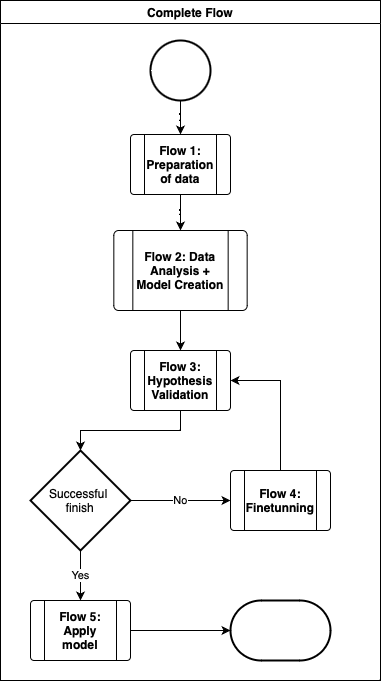 Complete Flow
Flow 1:
Preparation
of data
Flow 2: Data
Analysis +
Model Creation
Flow 3:
Hypothesis
Validation
Successful
finish
No
Flow 4:
Finetunning
Yes
Flow 5:
Apply
model